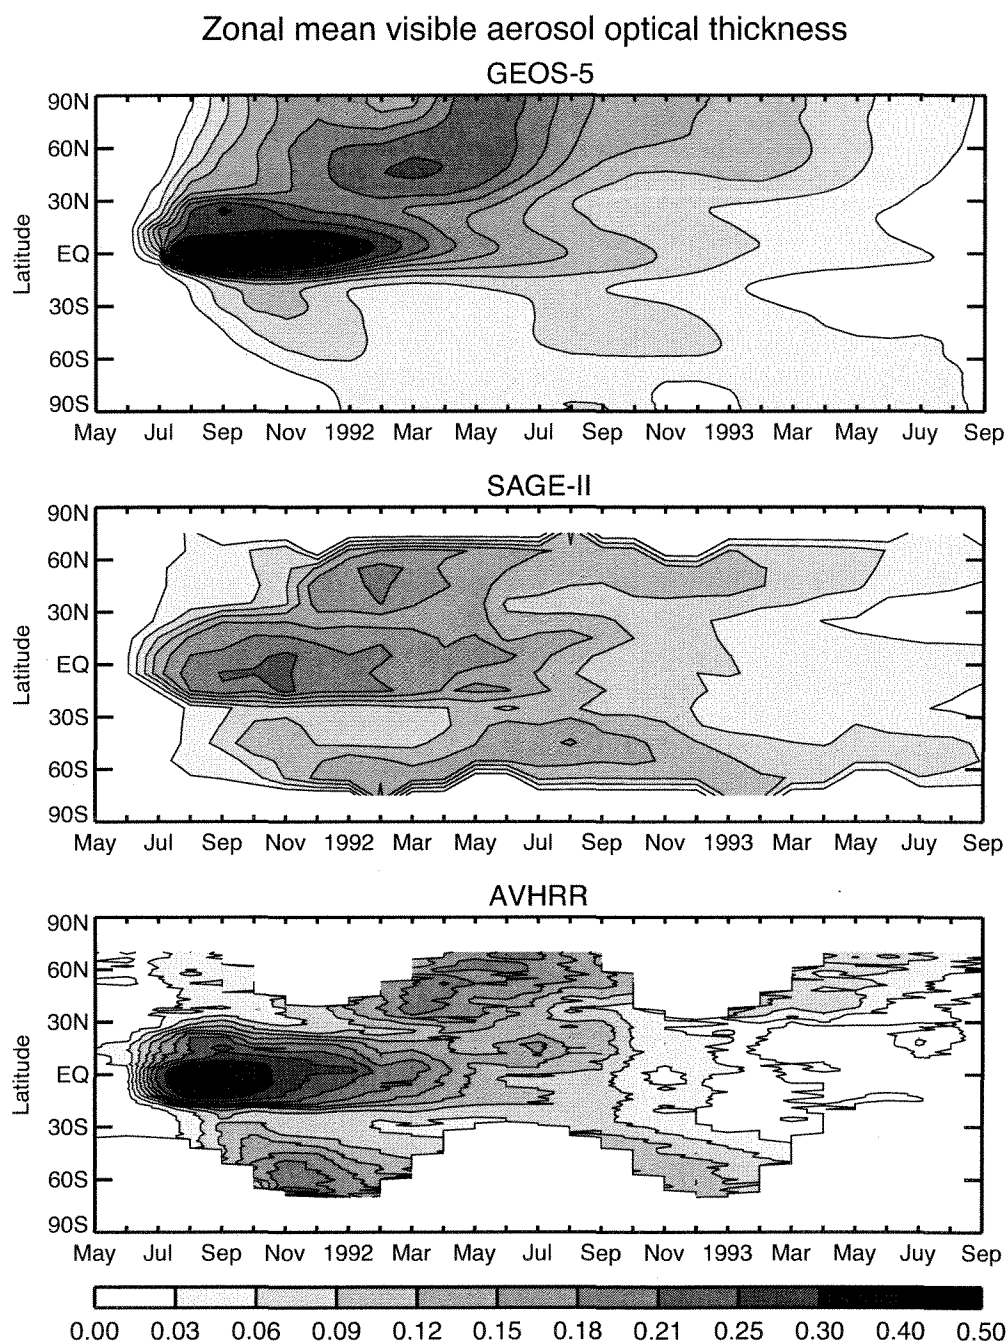 Zonal mean visible aerosol optical thickness
GEOS-5
90N
60N
30N
EQ
30S
60S
90S
Latitude
May Jul Sep Nov 1992 Mar May Jul Sep Nov 1993 Mar May Juy Sep
SAGE-II
90N
60N
30N
EQ
30S
60S
90S
Latitude
May Jul Sep Nov 1992 Mar May Jul Sep Nov 1993 Mar May Juy Sep
AVHRR
90N
60N
30N
EQ
30S
60S
90S
Latitude
May Jul Sep Nov 1992 Mar May Jul Sep Nov 1993 Mar May Juy Sep
0.00 0.03 0.06 0.09 0.12 0.15 0.18 0.21 0.25 0.30 0.40 0.50